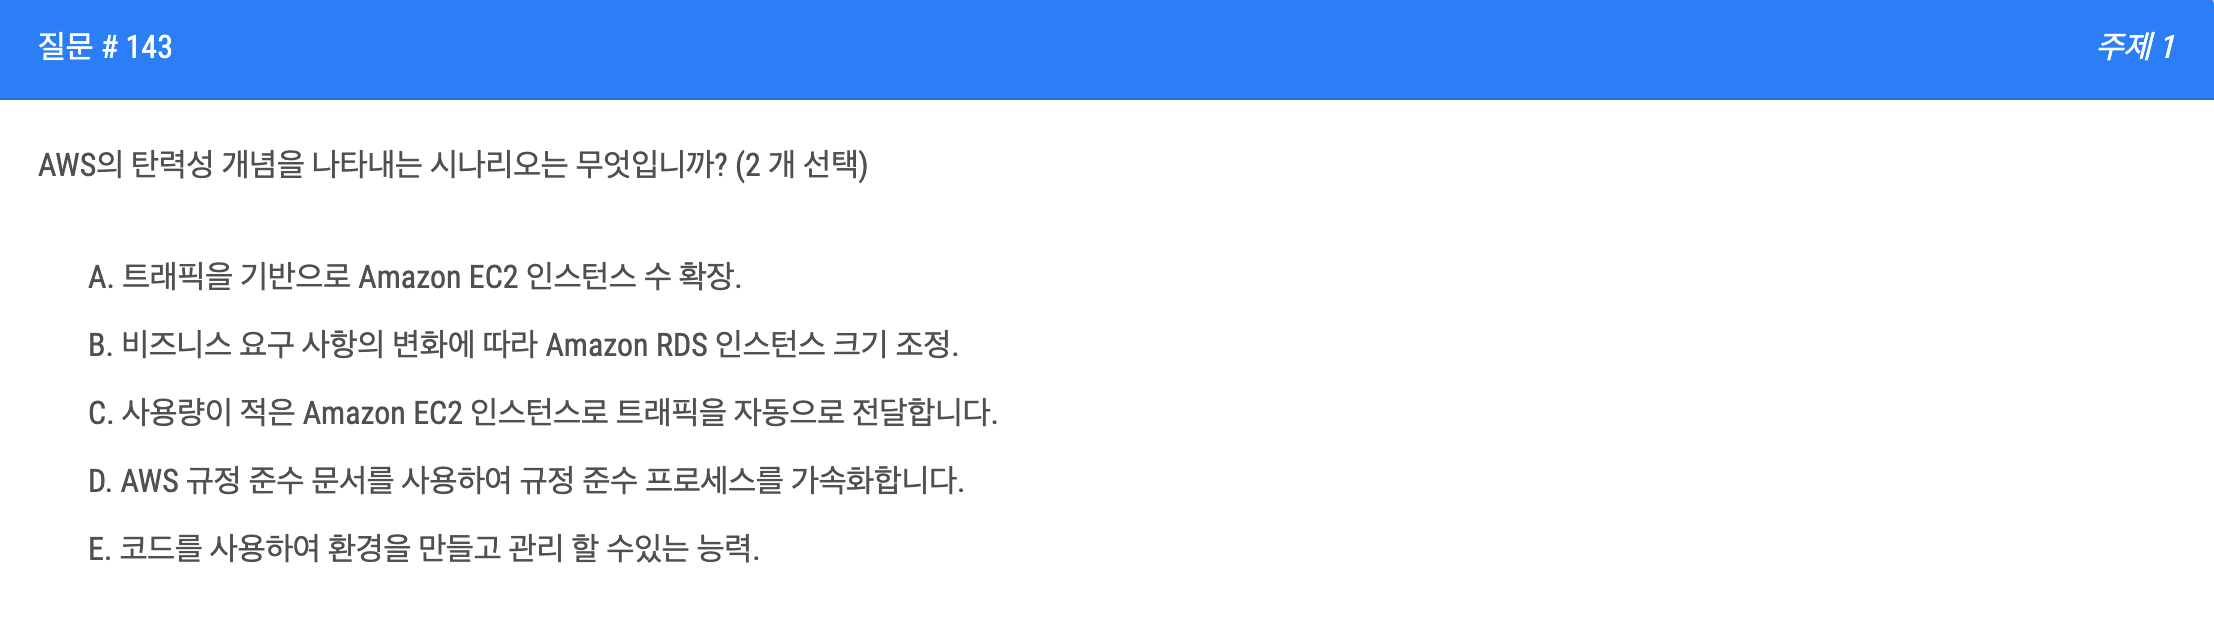 질문 # 143
주제 1
AWS의 탄력성 개념을 나타내는 시나리오는 무엇입니까? (2 개 선택)
A. 트래픽을 기반으로 Amazon EC2 인스턴스 수 확장.
B. 비즈니스 요구 사항의 변화에 따라 Amazon RDS 인스턴스 크기 조정.
C. 사용량이 적은 Amazon EC2 인스턴스로 트래픽을 자동으로 전달합니다.
D. AWS 규정 준수 문서를 사용하여 규정 준수 프로세스를 가속화합니다.
E. 코드를 사용하여 환경을 만들고 관리 할 수있는 능력.